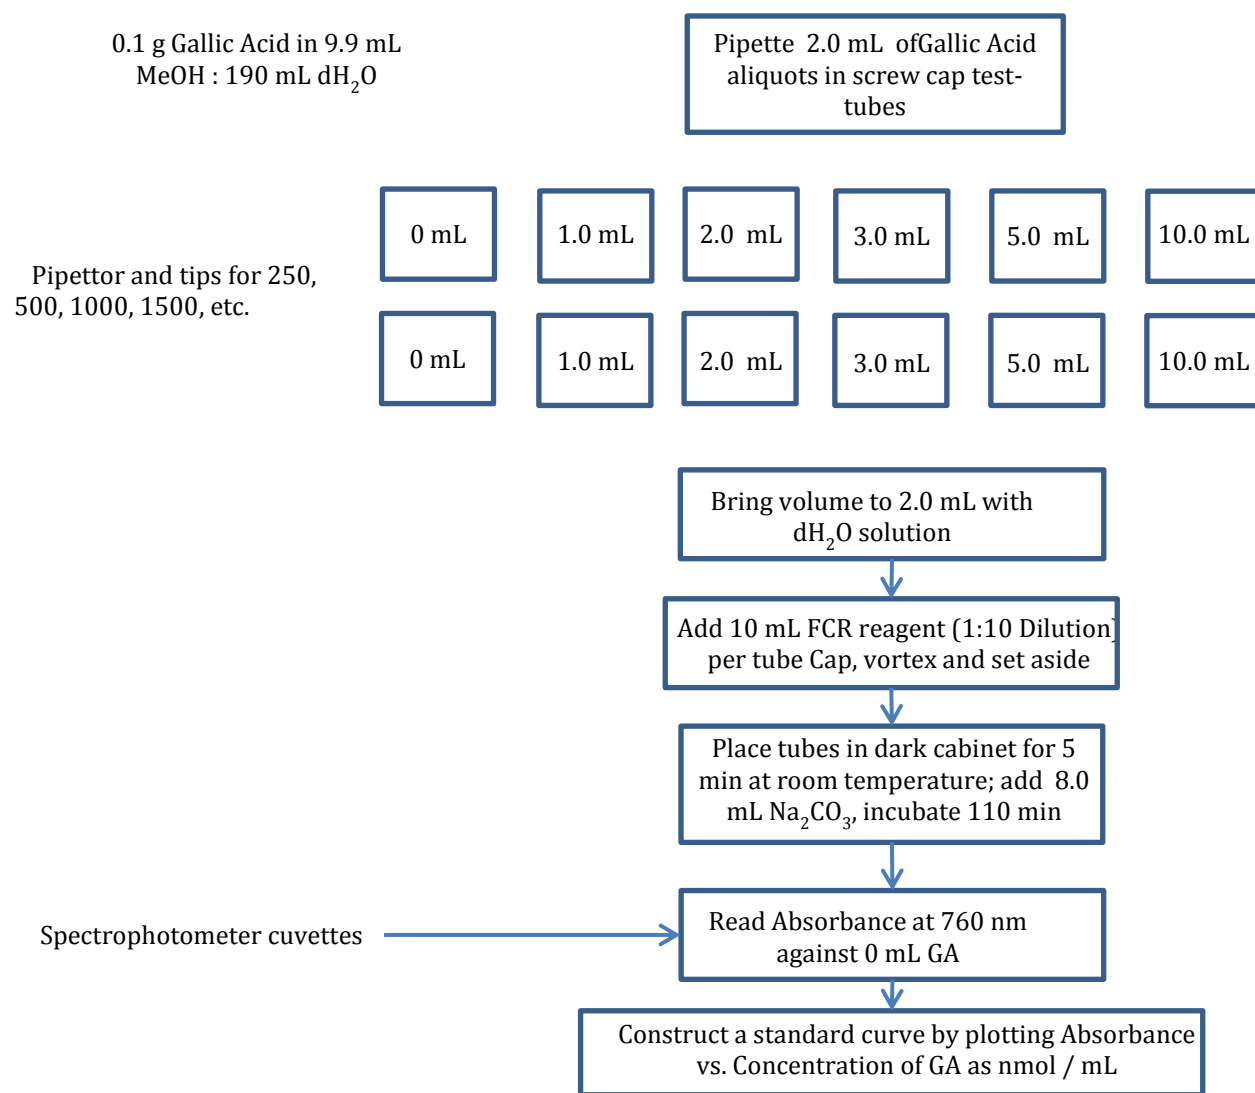 0.1 g Gallic Acid in 9.9 mL
MeOH : 190 mL dH₂O
Pipette 2.0 mL ofGallic Acid
aliquots in screw cap test-
tubes
0 mL
1.0 mL
2.0 mL
3.0 mL
5.0 mL
10.0 mL
Pipettor and tips for 250,
500, 1000, 1500, etc.
0 mL
1.0 mL
2.0 mL
3.0 mL
5.0 mL
10.0 mL
Bring volume to 2.0 mL with
dH₂O solution
Add 10 mL FCR reagent (1:10 Dilution)
per tube Cap, vortex and set aside
Place tubes in dark cabinet for 5
min at room temperature; add 8.0
mL Na₂CO₃, incubate 110 min
Spectrophotometer cuvettes
Read Absorbance at 760 nm
against 0 mL GA
Construct a standard curve by plotting Absorbance
vs. Concentration of GA as nmol / mL